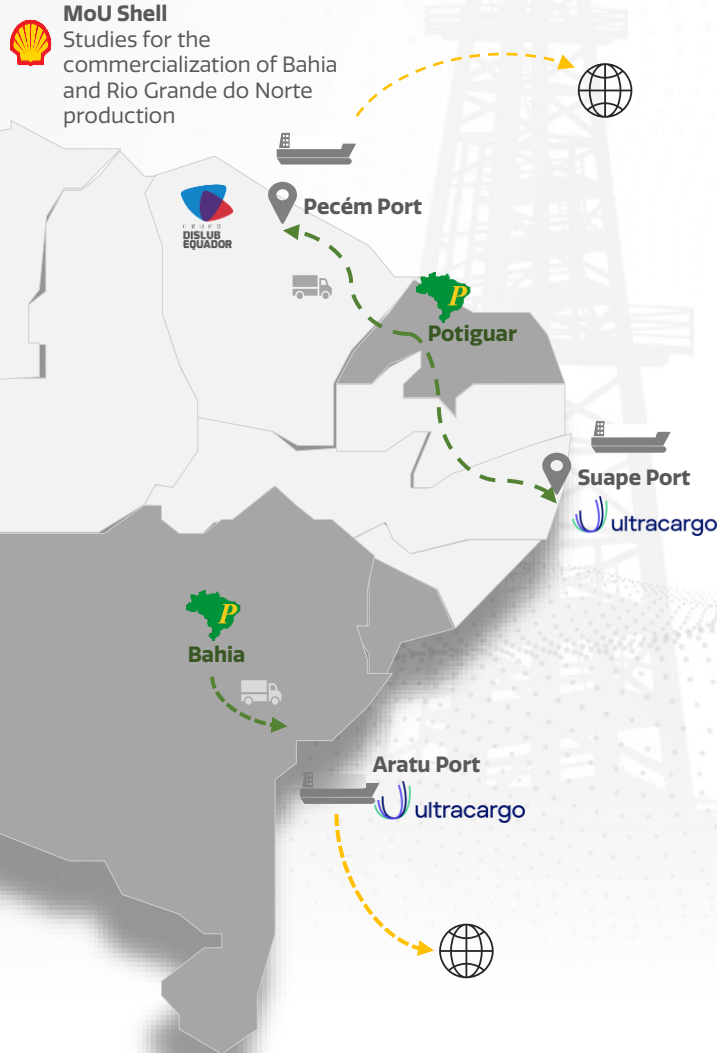 MoU Shell
Studies for the
commercialization of Bahia
and Rio Grande do Norte
production
Pecém Port
GRUPO
DISLUB
EQUADOR
P
Potiguar
Suape Port
ultracargo
P
Bahia
Aratu Port
ultracargo